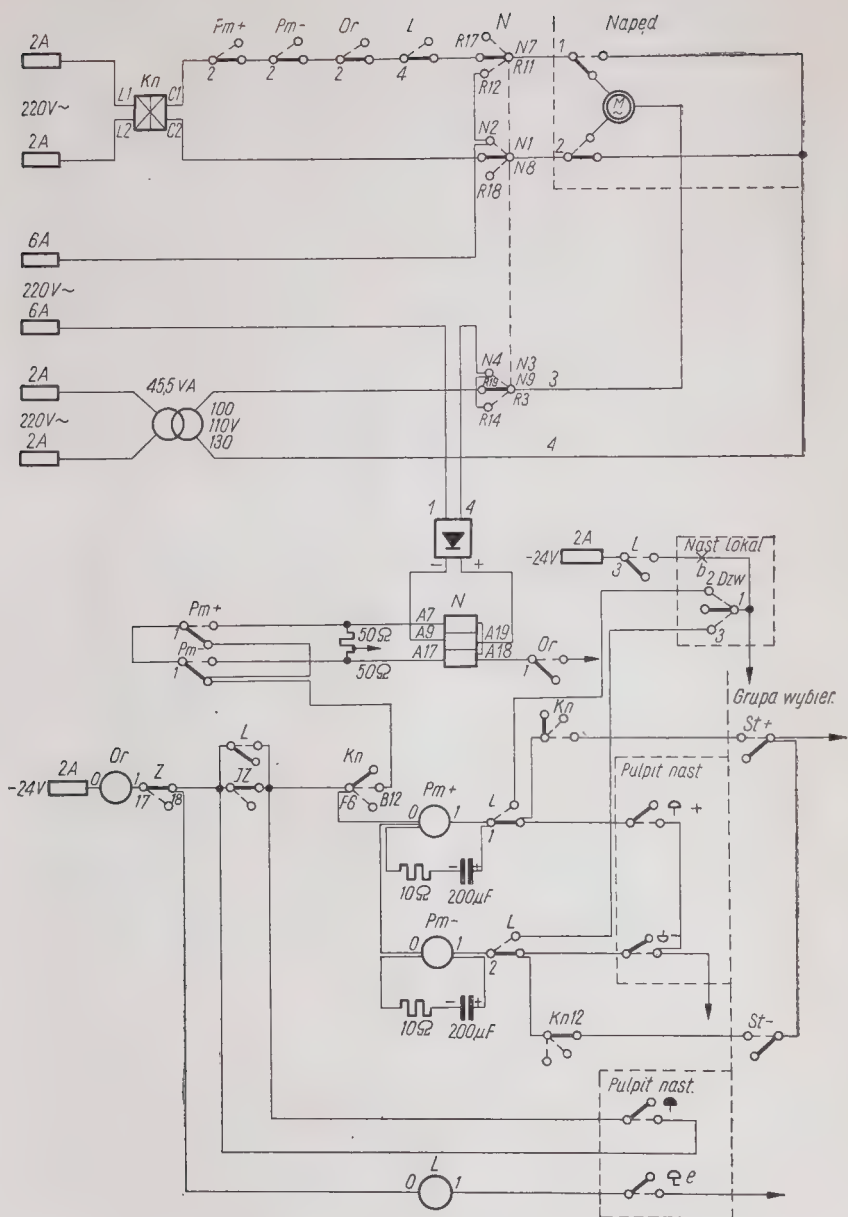 2A
Kn
Pm+
Pm-
Or
L
N
Napęd
R17
N7
1
L1
C1
2
2
2
4
R12
R11
M
~
220V~
L2
C2
N2
N1
2
2A
R18
N8
6A
220V~
6A
N4
N3
R19
N9
3
2A
45,5 VA
R14
R3
220V~
100
110V
130
2A
4
1
4
-
+
-24V
2A
L
3
Nast lokal
b
2 Dzw
1
3
Pm+
1
Pm-
1
50Ω
50Ω
N
A7
A9
A17
A19
A18
Or
1
Kn
Grupa wybier.
St+
Pulpit nast
-24V
2A
Or
0
1
Z
17
18
L
JZ
Kn
F6
B12
Pm+
0
1
L
1
+
10Ω
- +
200μF
Pm-
0
1
L
2
-
10Ω
- +
200μF
Kn12
St-
Pulpit nast.
L
0
1
e